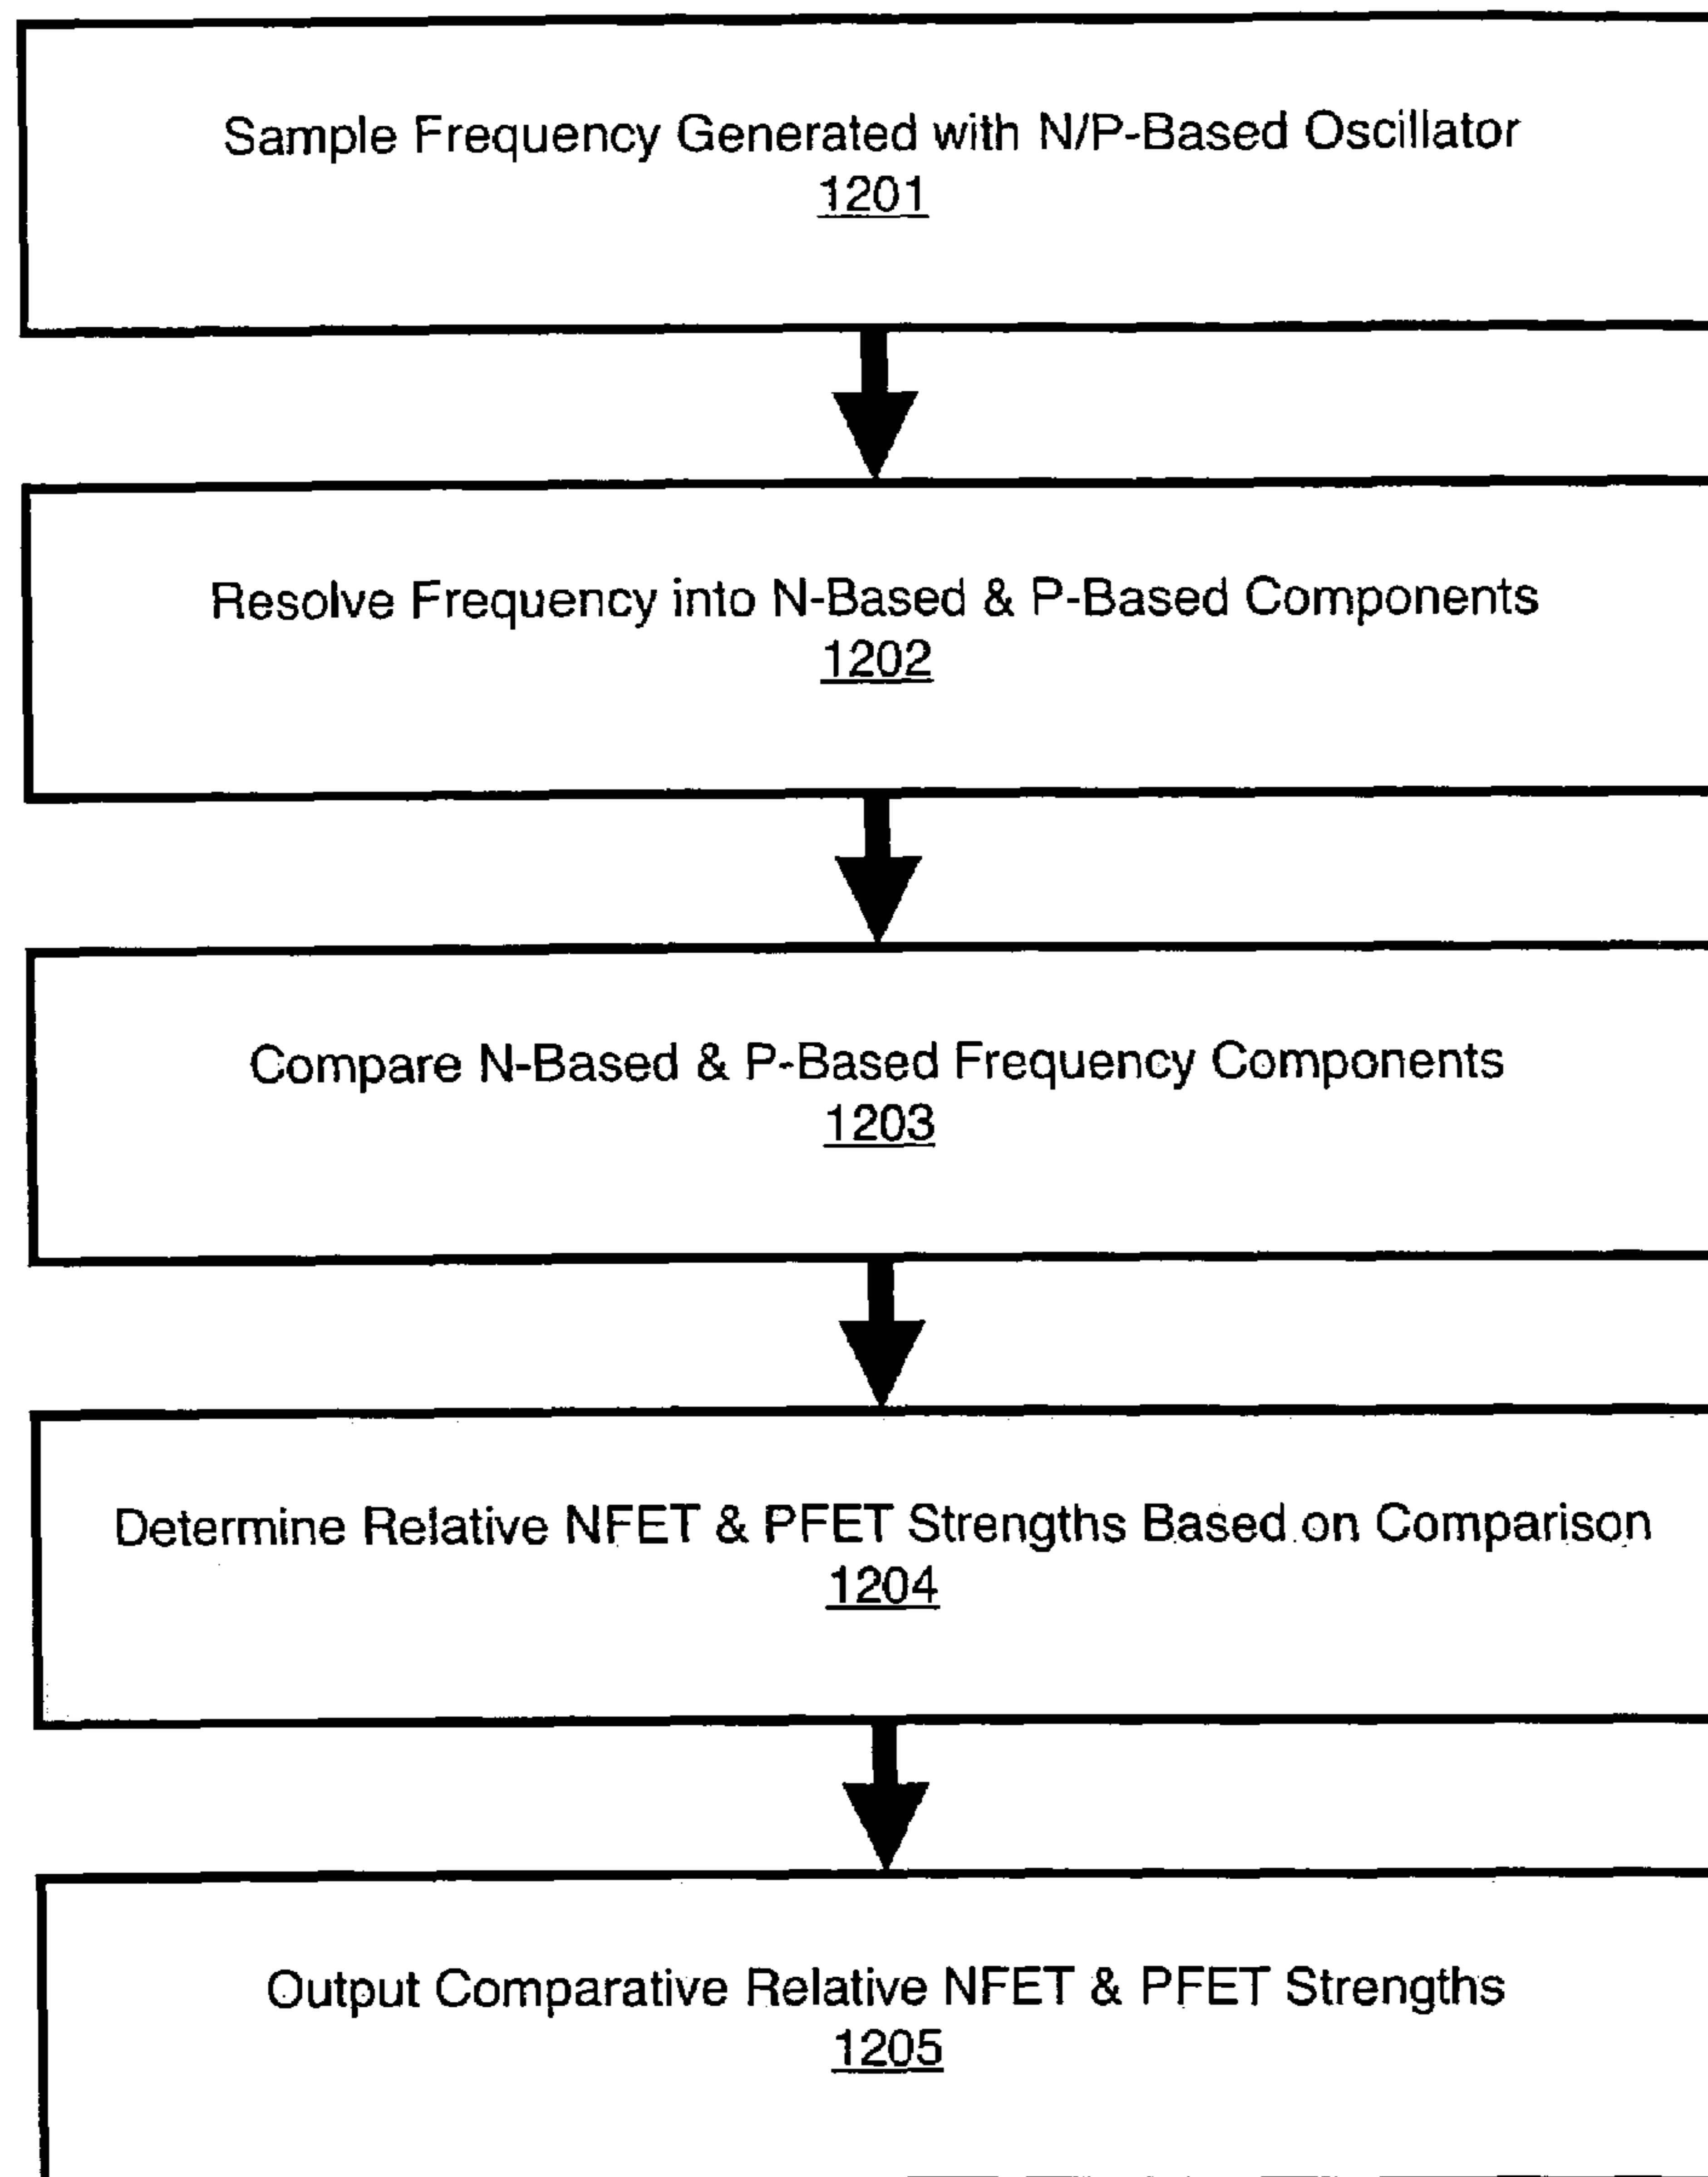 Sample Frequency Generated with N/P-Based Oscillator
1201
Resolve Frequency into N-Based & P-Based Components
1202
Compare N-Based & P-Based Frequency Components
1203
Determine Relative NFET & PFET Strengths Based on Comparison
1204
Output Comparative Relative NFET & PFET Strengths
1205